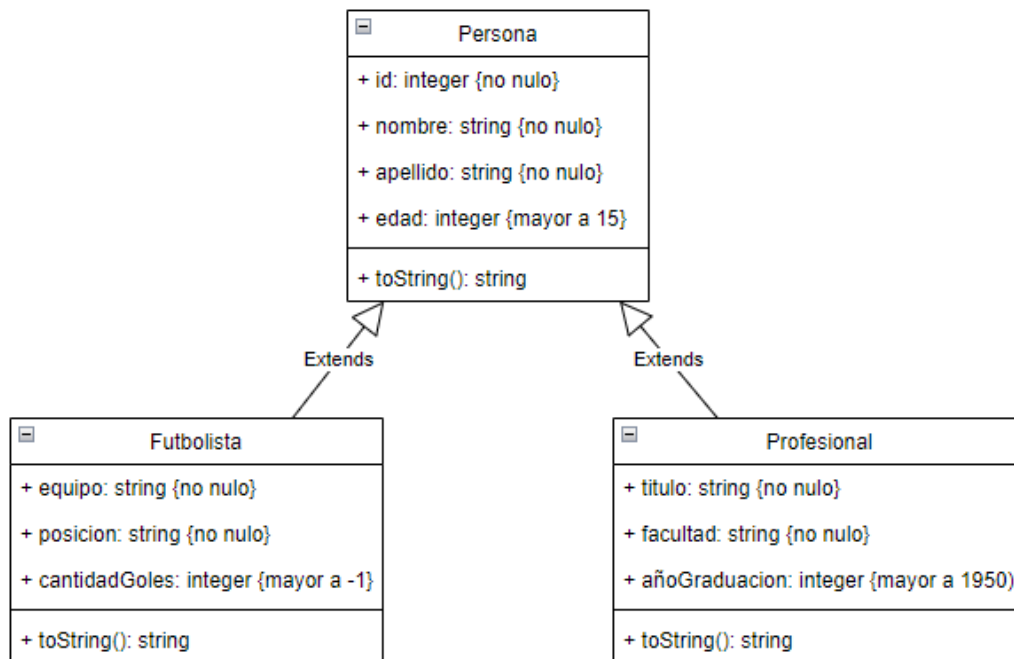 Persona
+ id: integer {no nulo}
+ nombre: string {no nulo}
+ apellido: string {no nulo}
+ edad: integer {mayor a 15}
+ toString(): string
Extends
Extends
Futbolista
+ equipo: string {no nulo}
+ posicion: string {no nulo}
+ cantidadGoles: integer {mayor a -1}
+ toString(): string
Profesional
+ titulo: string {no nulo}
+ facultad: string {no nulo}
+ añoGraduacion: integer {mayor a 1950)
+ toString(): string